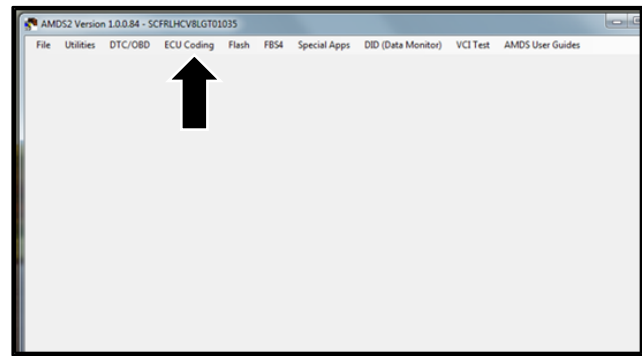 AMDS2 Version 1.0.0.84 - SCFRLHCV8LGT01035
File Utilities DTC/OBD ECU Coding Flash FBS4 Special Apps DID (Data Monitor) VCI Test AMDS User Guides